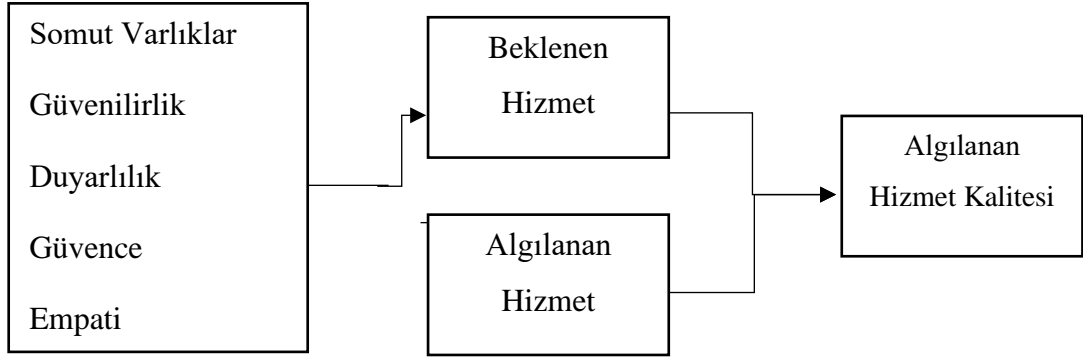 Somut Varlıklar
Güvenilirlik
Duyarlılık
Güvence
Empati
Beklenen
Hizmet
Algılanan
Hizmet
Algılanan
Hizmet Kalitesi